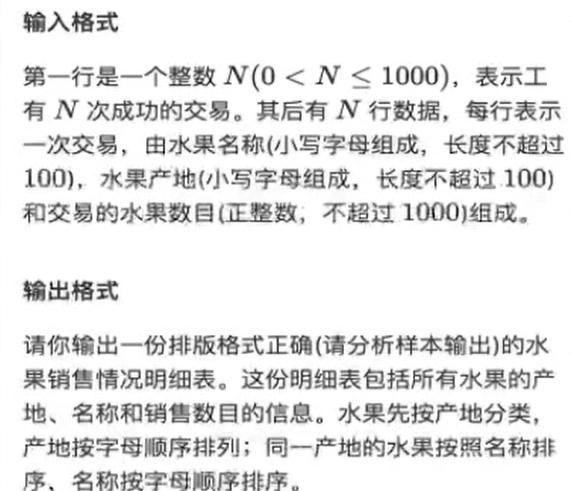 输入格式
第一行是一个整数 N(0 < N ≤ 1000)，表示工
有 N 次成功的交易。其后有 N 行数据，每行表示
一次交易，由水果名称(小写字母组成，长度不超过
100)，水果产地(小写字母组成，长度不超过 100)
和交易的水果数目(正整数，不超过 1000)组成。
输出格式
请你输出一份排版格式正确(请分析样本输出)的水
果销售情况明细表。这份明细表包括所有水果的产
地、名称和销售数目的信息。水果先按产地分类，
产地按字母顺序排列；同一产地的水果按照名称排
序，名称按字母顺序排序。